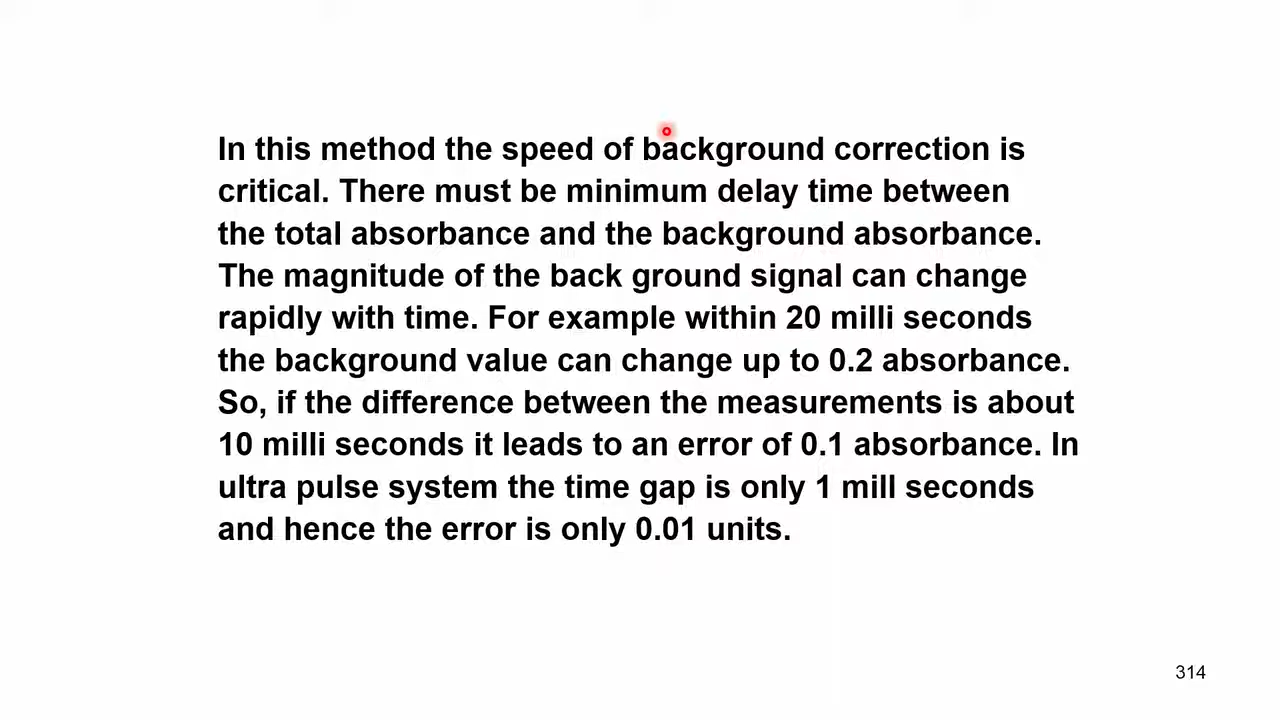 In this method the speed of background correction is
critical. There must be minimum delay time between
the total absorbance and the background absorbance.
The magnitude of the back ground signal can change
rapidly with time. For example within 20 milli seconds
the background value can change up to 0.2 absorbance.
So, if the difference between the measurements is about
10 milli seconds it leads to an error of 0.1 absorbance. In
ultra pulse system the time gap is only 1 mill seconds
and hence the error is only 0.01 units.
314